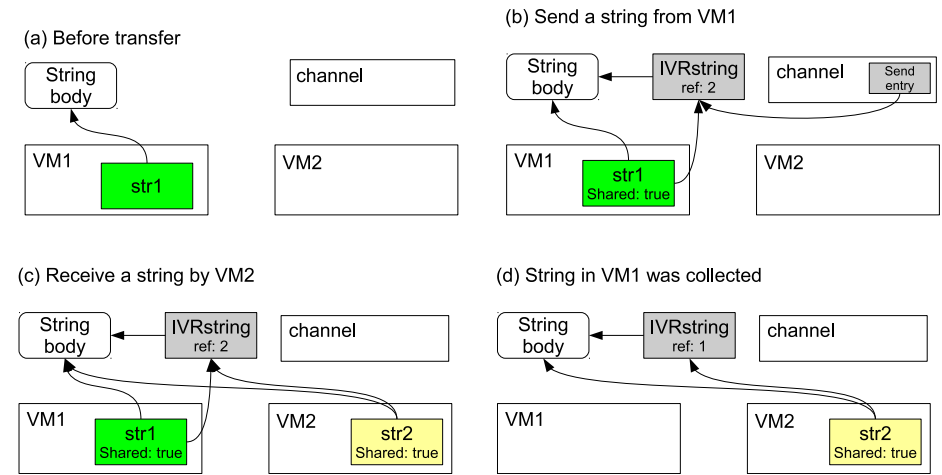 (a) Before transfer
String
body
channel
VM1
str1
VM2
(b) Send a string from VM1
String
body
IVRstring
ref: 2
channel
Send
entry
VM1
str1
Shared: true
VM2
(c) Receive a string by VM2
String
body
IVRstring
ref: 2
channel
VM1
str1
Shared: true
VM2
str2
Shared: true
(d) String in VM1 was collected
String
body
IVRstring
ref: 1
channel
VM1
VM2
str2
Shared: true